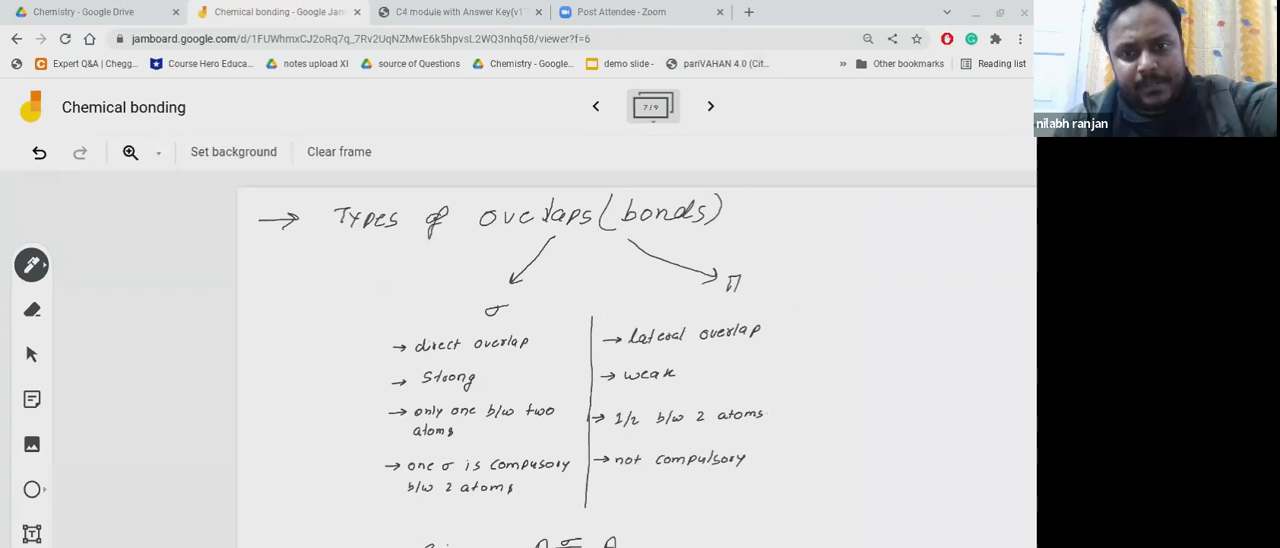 Chemistry - Google Drive
Chemical bonding - Google Jam
C4 module with Answer Key(v1
Post Attendee - Zoom
jamboard.google.com/d/1FUWhmxCJ2oRq7q_7Rv2UqNZMwE6k5hpvsL2WQ3nhq58/viewer?f=6
Expert Q&A | Chegg...
Course Hero Educa...
notes upload XI
source of Questions
Chemistry - Google...
demo slide -
pariVAHAN 4.0 (Cit...
»
Other bookmarks
Reading list
nilabh ranjan
Chemical bonding
7 / 9
Set background
Clear frame
→ Types of overlaps (bonds)
σ
π
→ direct overlap
→ lateral overlap
→ strong
→ weak
→ only one b/w two
atoms
→ 1/2 b/w 2 atoms
→ one σ is compusory
b/w 2 atoms
→ not compulsory